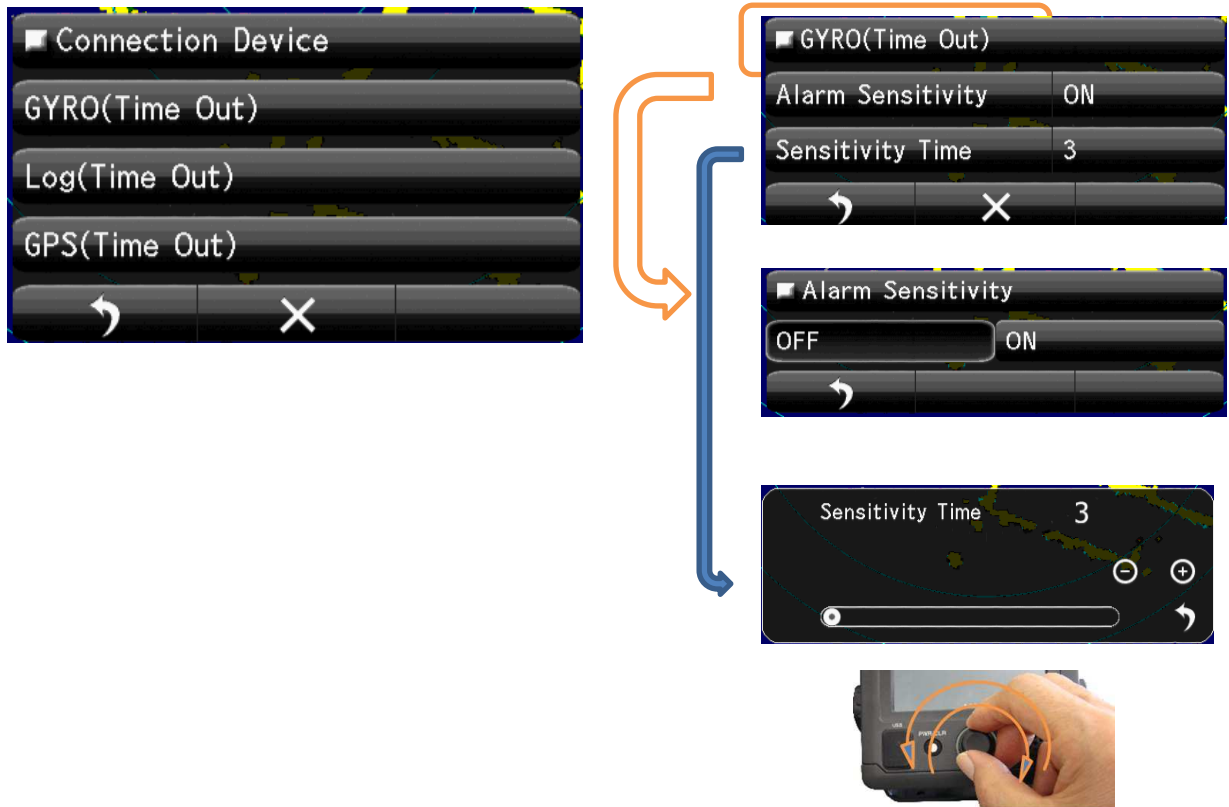 Connection Device
GYRO(Time Out)
Log(Time Out)
GPS(Time Out)
GYRO(Time Out)
Alarm Sensitivity ON
Sensitivity Time 3
Alarm Sensitivity
OFF ON
Sensitivity Time 3
PWR/CLR